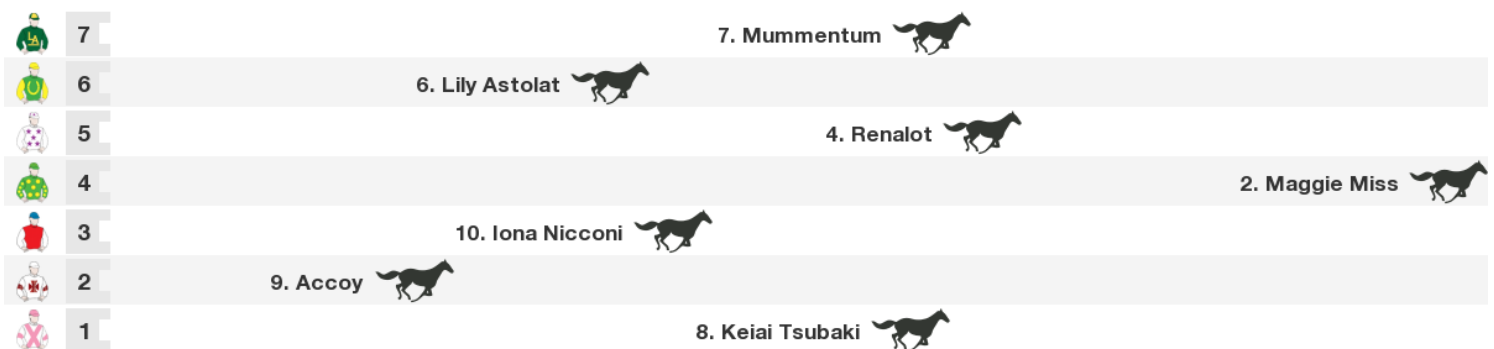 7 7. Mummentum
6 6. Lily Astolat
5 4. Renalot
4 2. Maggie Miss
3 10. Iona Nicconi
2 9. Accoy
1 8. Keiai Tsubaki